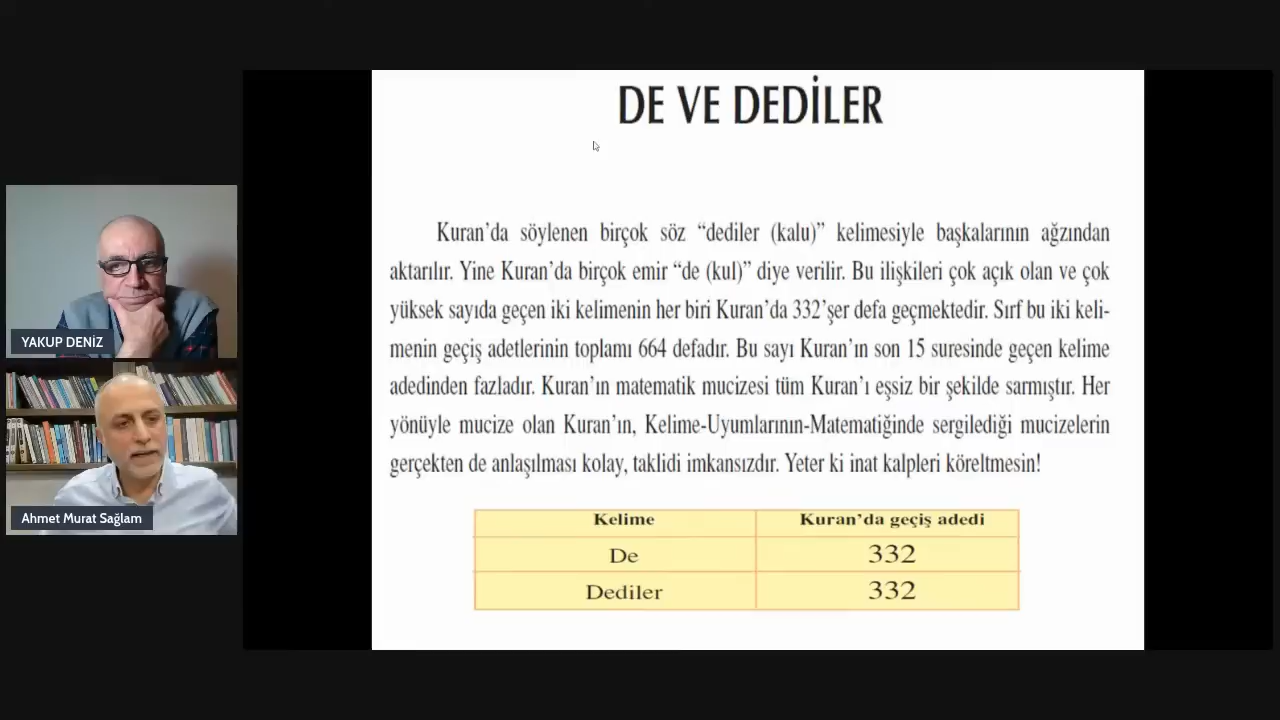 DE VE DEDİLER
Kuran’da söylenen birçok söz “dediler (kalu)” kelimesiyle başkalarının ağzından
aktarılır. Yine Kuran’da birçok emir “de (kul)” diye verilir. Bu ilişkileri çok açık olan ve çok
yüksek sayıda geçen iki kelimenin her biri Kuran’da 332’şer defa geçmektedir. Sırf bu iki keli-
menin geçiş adetlerinin toplamı 664 defadır. Bu sayı Kuran’ın son 15 suresinde geçen kelime
adedinden fazladır. Kuran’ın matematik mucizesi tüm Kuran’ı eşsiz bir şekilde sarmıştır. Her
yönüyle mucize olan Kuran’ın, Kelime-Uyumlarının-Matematiğinde sergilediği mucizelerin
gerçekten de anlaşılması kolay, taklidi imkansızdır. Yeter ki inat kalpleri köreltmesin!
Kelime Kuran’da geçiş adedi
De 332
Dediler 332
YAKUP DENİZ
Ahmet Murat Sağlam